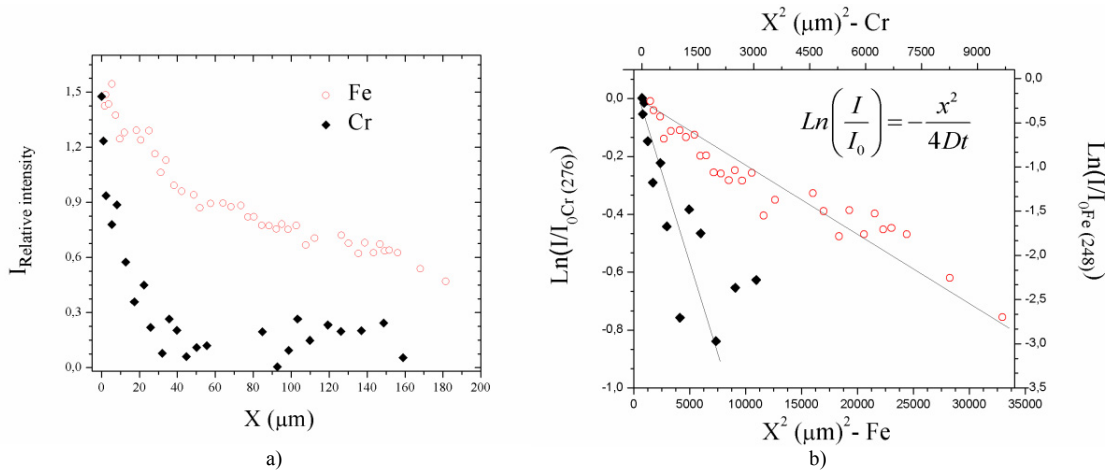 X² (μm)²- Cr
0 1500 3000 4500 6000 7500 9000
1,5
1,2
0,9
0,6
0,3
0,0
I Relative intensity
Fe
Cr
0 20 40 60 80 100 120 140 160 180 200
X (μm)
a)
0,0
-0,2
-0,4
-0,6
-0,8
-1,0
Ln(I/I₀Cr (276))
Ln(I/I₀) = -x²/4Dt
0,0
-0,5
-1,0
-1,5
-2,0
-2,5
-3,0
3,5
Ln(I/I₀Fe (248))
0 5000 10000 15000 20000 25000 30000 35000
X² (μm)²- Fe
b)